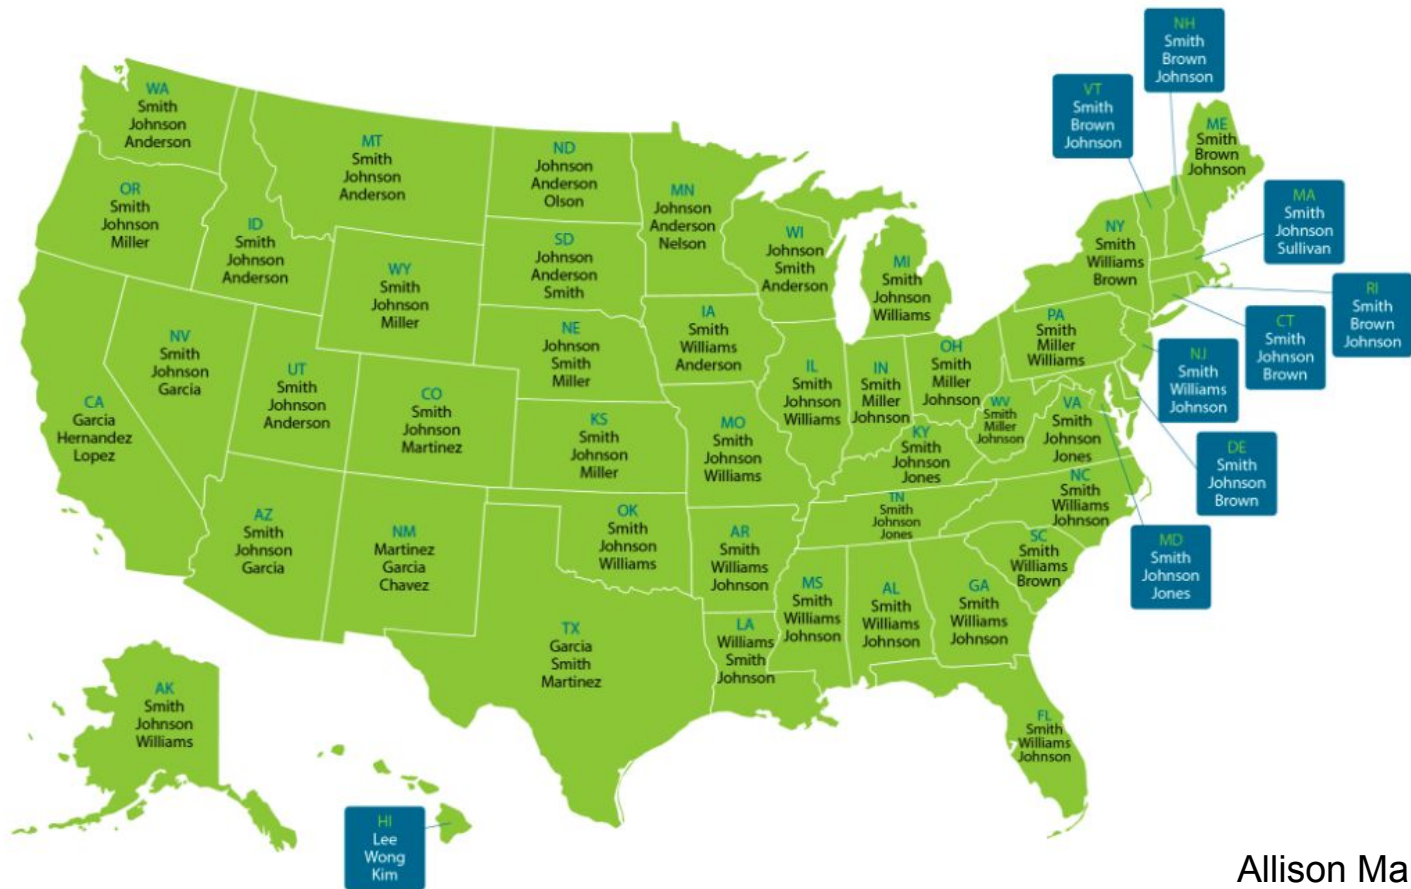 NH
Smith
Brown
Johnson
VT
Smith
Brown
Johnson
ME
Smith
Brown
Johnson
WA
Smith
Johnson
Anderson
MT
Smith
Johnson
Anderson
ND
Johnson
Anderson
Olson
MN
Johnson
Anderson
Nelson
OR
Smith
Johnson
Miller
ID
Smith
Johnson
Anderson
SD
Johnson
Anderson
Smith
WI
Johnson
Smith
Anderson
MI
Smith
Johnson
Williams
NY
Smith
Williams
Brown
MA
Smith
Johnson
Sullivan
WY
Smith
Johnson
Miller
RI
Smith
Brown
Johnson
CT
Smith
Johnson
Brown
NV
Smith
Johnson
Garcia
UT
Smith
Johnson
Anderson
NE
Johnson
Smith
Miller
IA
Smith
Williams
Anderson
PA
Smith
Miller
Williams
NJ
Smith
Williams
Johnson
CA
Garcia
Hernandez
Lopez
CO
Smith
Johnson
Martinez
KS
Smith
Johnson
Miller
MO
Smith
Johnson
Williams
IL
Smith
Johnson
Williams
IN
Smith
Miller
Johnson
OH
Smith
Miller
Johnson
WV
Smith
Miller
Johnson
VA
Smith
Johnson
Jones
KY
Smith
Johnson
Jones
DE
Smith
Johnson
Brown
NC
Smith
Williams
Johnson
TN
Smith
Johnson
Jones
AZ
Smith
Johnson
Garcia
NM
Martinez
Garcia
Chavez
OK
Smith
Johnson
Williams
AR
Smith
Williams
Johnson
SC
Smith
Williams
Brown
MD
Smith
Johnson
Jones
MS
Smith
Williams
Johnson
AL
Smith
Williams
Johnson
GA
Smith
Williams
Johnson
TX
Garcia
Smith
Martinez
LA
Williams
Smith
Johnson
FL
Smith
Williams
Johnson
AK
Smith
Johnson
Williams
HI
Lee
Wong
Kim
Allison Ma